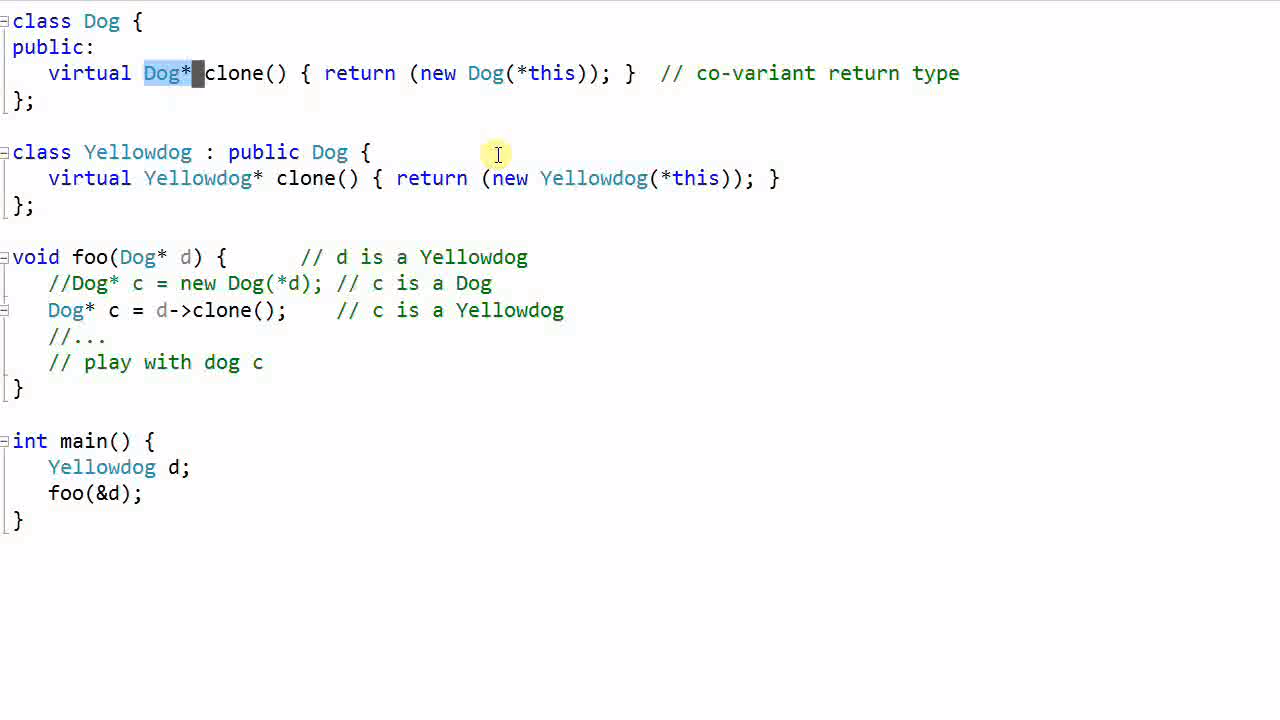 class Dog {
public:
   virtual Dog* clone() { return (new Dog(*this)); }  // co-variant return type
};
class Yellowdog : public Dog {
   virtual Yellowdog* clone() { return (new Yellowdog(*this)); }
};
void foo(Dog* d) {      // d is a Yellowdog
   //Dog* c = new Dog(*d); // c is a Dog
   Dog* c = d->clone();    // c is a Yellowdog
   //...
   // play with dog c
}
int main() {
   Yellowdog d;
   foo(&d);
}